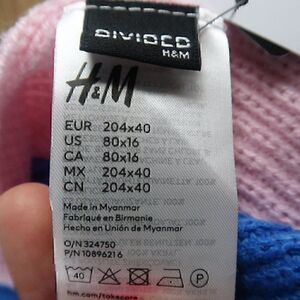 DIVIDED
H&M
H&M
EUR 204x40
US 80x16
CA 80x16
MX 204x40
CN 204x40
Made in Myanmar
Fabriqué en Birmanie
Hecho en Unión de Myanmar
O/N 324750
P/N 10896216
40
P
hm.com/takecare